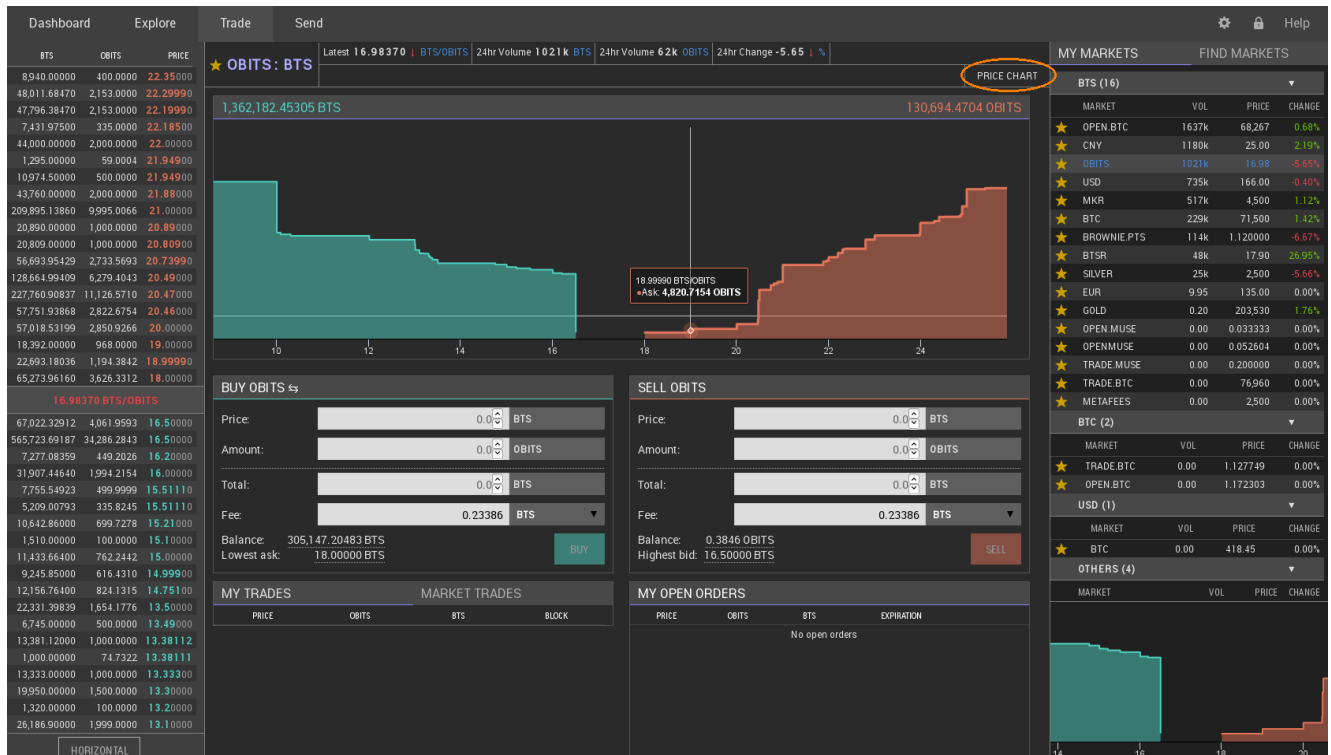 Dashboard Explore Trade Send Help
BTS OBITS PRICE
8,940.00000 400.0000 22.35000
48,011.68470 2,153.0000 22.29990
47,796.38470 2,153.0000 22.19990
7,431.97500 335.0000 22.18500
44,000.00000 2,000.0000 22.00000
1,295.00000 59.0004 21.94900
10,974.50000 500.0000 21.94900
43,760.00000 2,000.0000 21.88000
209,895.13860 9,995.0066 21.00000
20,890.00000 1,000.0000 20.89000
20,809.00000 1,000.0000 20.80900
56,693.95429 2,733.5693 20.73990
128,664.99409 6,279.4043 20.49000
227,760.90837 11,126.5710 20.47000
57,751.93868 2,822.6754 20.46000
57,018.53199 2,850.9266 20.00000
18,392.00000 968.0000 19.00000
22,693.18036 1,194.3842 18.99990
65,273.96160 3,626.3312 18.00000
16.98370 BTS/OBITS
67,022.32912 4,061.9593 16.50000
565,723.69187 34,286.2843 16.50000
7,277.08359 449.2026 16.20000
31,907.44640 1,994.2154 16.00000
7,755.54923 499.9999 15.51110
5,209.00793 335.8245 15.51110
10,642.86000 699.7278 15.21000
1,510.00000 100.0000 15.10000
11,433.66400 762.2442 15.00000
9,245.85000 616.4310 14.99900
12,156.76400 824.1315 14.75100
22,331.39839 1,654.1776 13.50000
6,745.00000 500.0000 13.49000
13,381.12000 1,000.0000 13.38112
1,000.00000 74.7322 13.38111
13,333.00000 1,000.0000 13.33300
19,950.00000 1,500.0000 13.30000
1,320.00000 100.0000 13.20000
26,186.90000 1,999.0000 13.10000
HORIZONTAL
OBITS : BTS
Latest 16.98370 ↓ BTS/OBITS 24hr Volume 1021k BTS 24hr Volume 62k OBITS 24hr Change -5.65 ↓ %
PRICE CHART
1,362,182.45305 BTS 130,694.4704 OBITS
18.99990 BTS/OBITS
Ask: 4,820.7154 OBITS
10 12 14 16 18 20 22 24
BUY OBITS
Price: 0.0 BTS
Amount: 0.0 OBITS
Total: 0.0 BTS
Fee: 0.23386 BTS
Balance: 305,147.20483 BTS
Lowest ask: 18.00000 BTS
BUY
SELL OBITS
Price: 0.0 BTS
Amount: 0.0 OBITS
Total: 0.0 BTS
Fee: 0.23386 BTS
Balance: 0.3846 OBITS
Highest bid: 16.50000 BTS
SELL
MY TRADES MARKET TRADES
PRICE OBITS BTS BLOCK
MY OPEN ORDERS
PRICE OBITS BTS EXPIRATION
No open orders
MY MARKETS FIND MARKETS
BTS (16)
MARKET VOL PRICE CHANGE
OPEN.BTC 1637k 68,267 0.68%
CNY 1180k 25.00 2.19%
OBITS 1021k 16.98 -5.65%
USD 735k 166.00 -0.40%
MKR 517k 4,500 1.12%
BTC 229k 71,500 1.42%
BROWNIE.PTS 114k 1.120000 -6.67%
BTSR 48k 17.90 26.95%
SILVER 25k 2,500 -5.66%
EUR 9.95 135.00 0.00%
GOLD 0.20 203,530 1.76%
OPEN.MUSE 0.00 0.033333 0.00%
OPENMUSE 0.00 0.052604 0.00%
TRADE.MUSE 0.00 0.200000 0.00%
TRADE.BTC 0.00 76,960 0.00%
METAFEES 0.00 2,500 0.00%
BTC (2)
MARKET VOL PRICE CHANGE
TRADE.BTC 0.00 1.127749 0.00%
OPEN.BTC 0.00 1.172303 0.00%
USD (1)
MARKET VOL PRICE CHANGE
BTC 0.00 418.45 0.00%
OTHERS (4)
MARKET VOL PRICE CHANGE
14 16 18 20